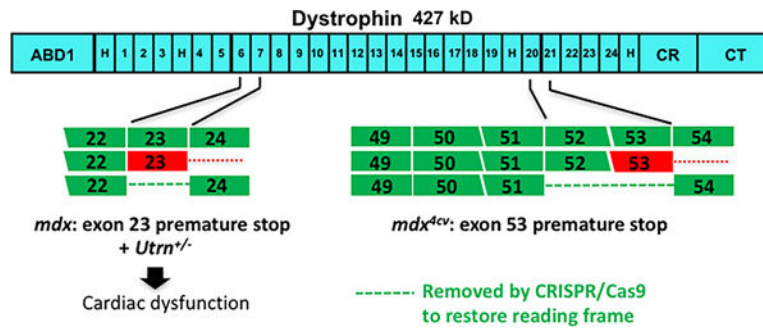 Dystrophin 427 kD
ABD1 H 1 2 3 H 4 5 6 7 8 9 10 11 12 13 14 15 16 17 18 19 H 20 21 22 23 24 H CR CT
22 23 24 49 50 51 52 53 54
22 23 49 50 51 52 53
22 24 49 50 51 54
mdx: exon 23 premature stop
+ Utrn+/-
mdx4cv: exon 53 premature stop
Cardiac dysfunction
Removed by CRISPR/Cas9
to restore reading frame